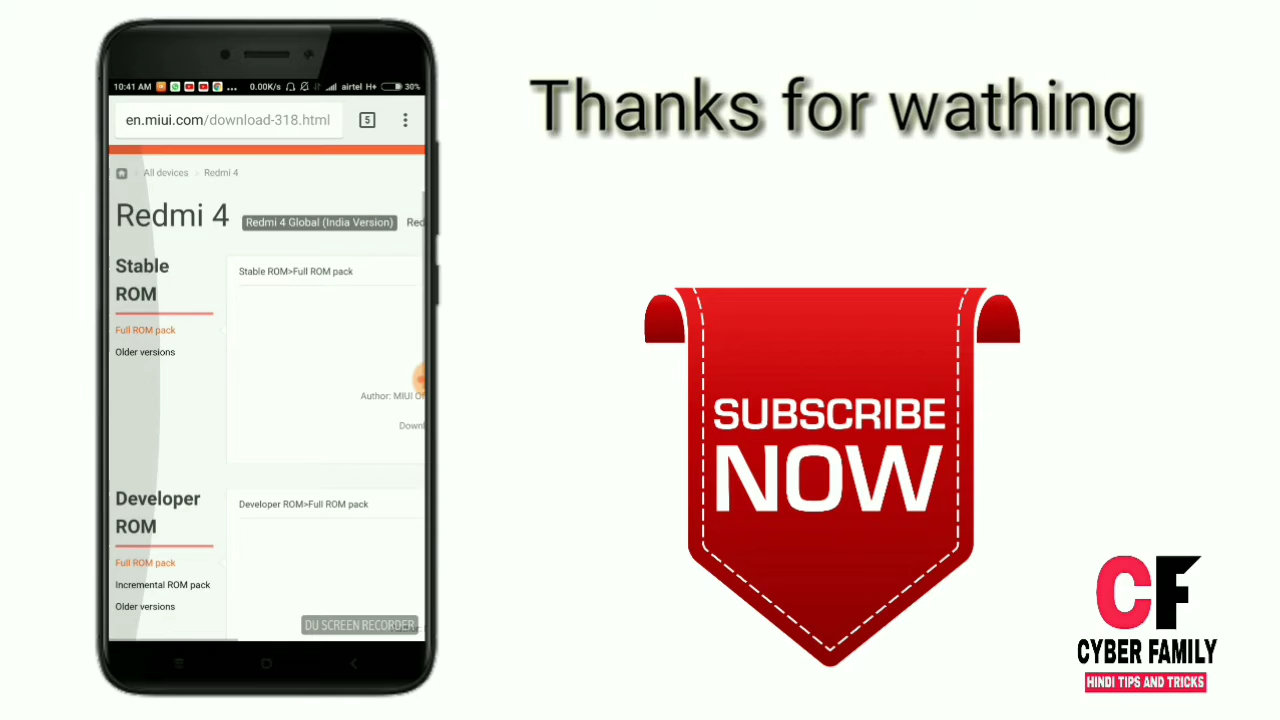 10:41 AM ... 0.00K/s airtel H+ 30%
en.miui.com/download-318.html 5
All devices > Redmi 4
Redmi 4 Redmi 4 Global (India Version) Red
Stable
ROM
Full ROM pack
Older versions
Stable ROM>Full ROM pack
Author: MIUI O
Downl
Developer
ROM
Full ROM pack
Incremental ROM pack
Older versions
Developer ROM>Full ROM pack
DU SCREEN RECORDER
Thanks for wathing
SUBSCRIBE
NOW
CF
CYBER FAMILY
HINDI TIPS AND TRICKS